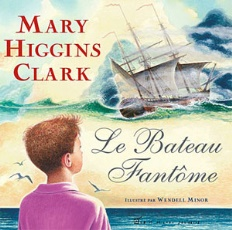 MARY
HIGGINS
CLARK
Le Bateau
Fantôme
ILLUSTRÉ PAR WENDELL MINOR